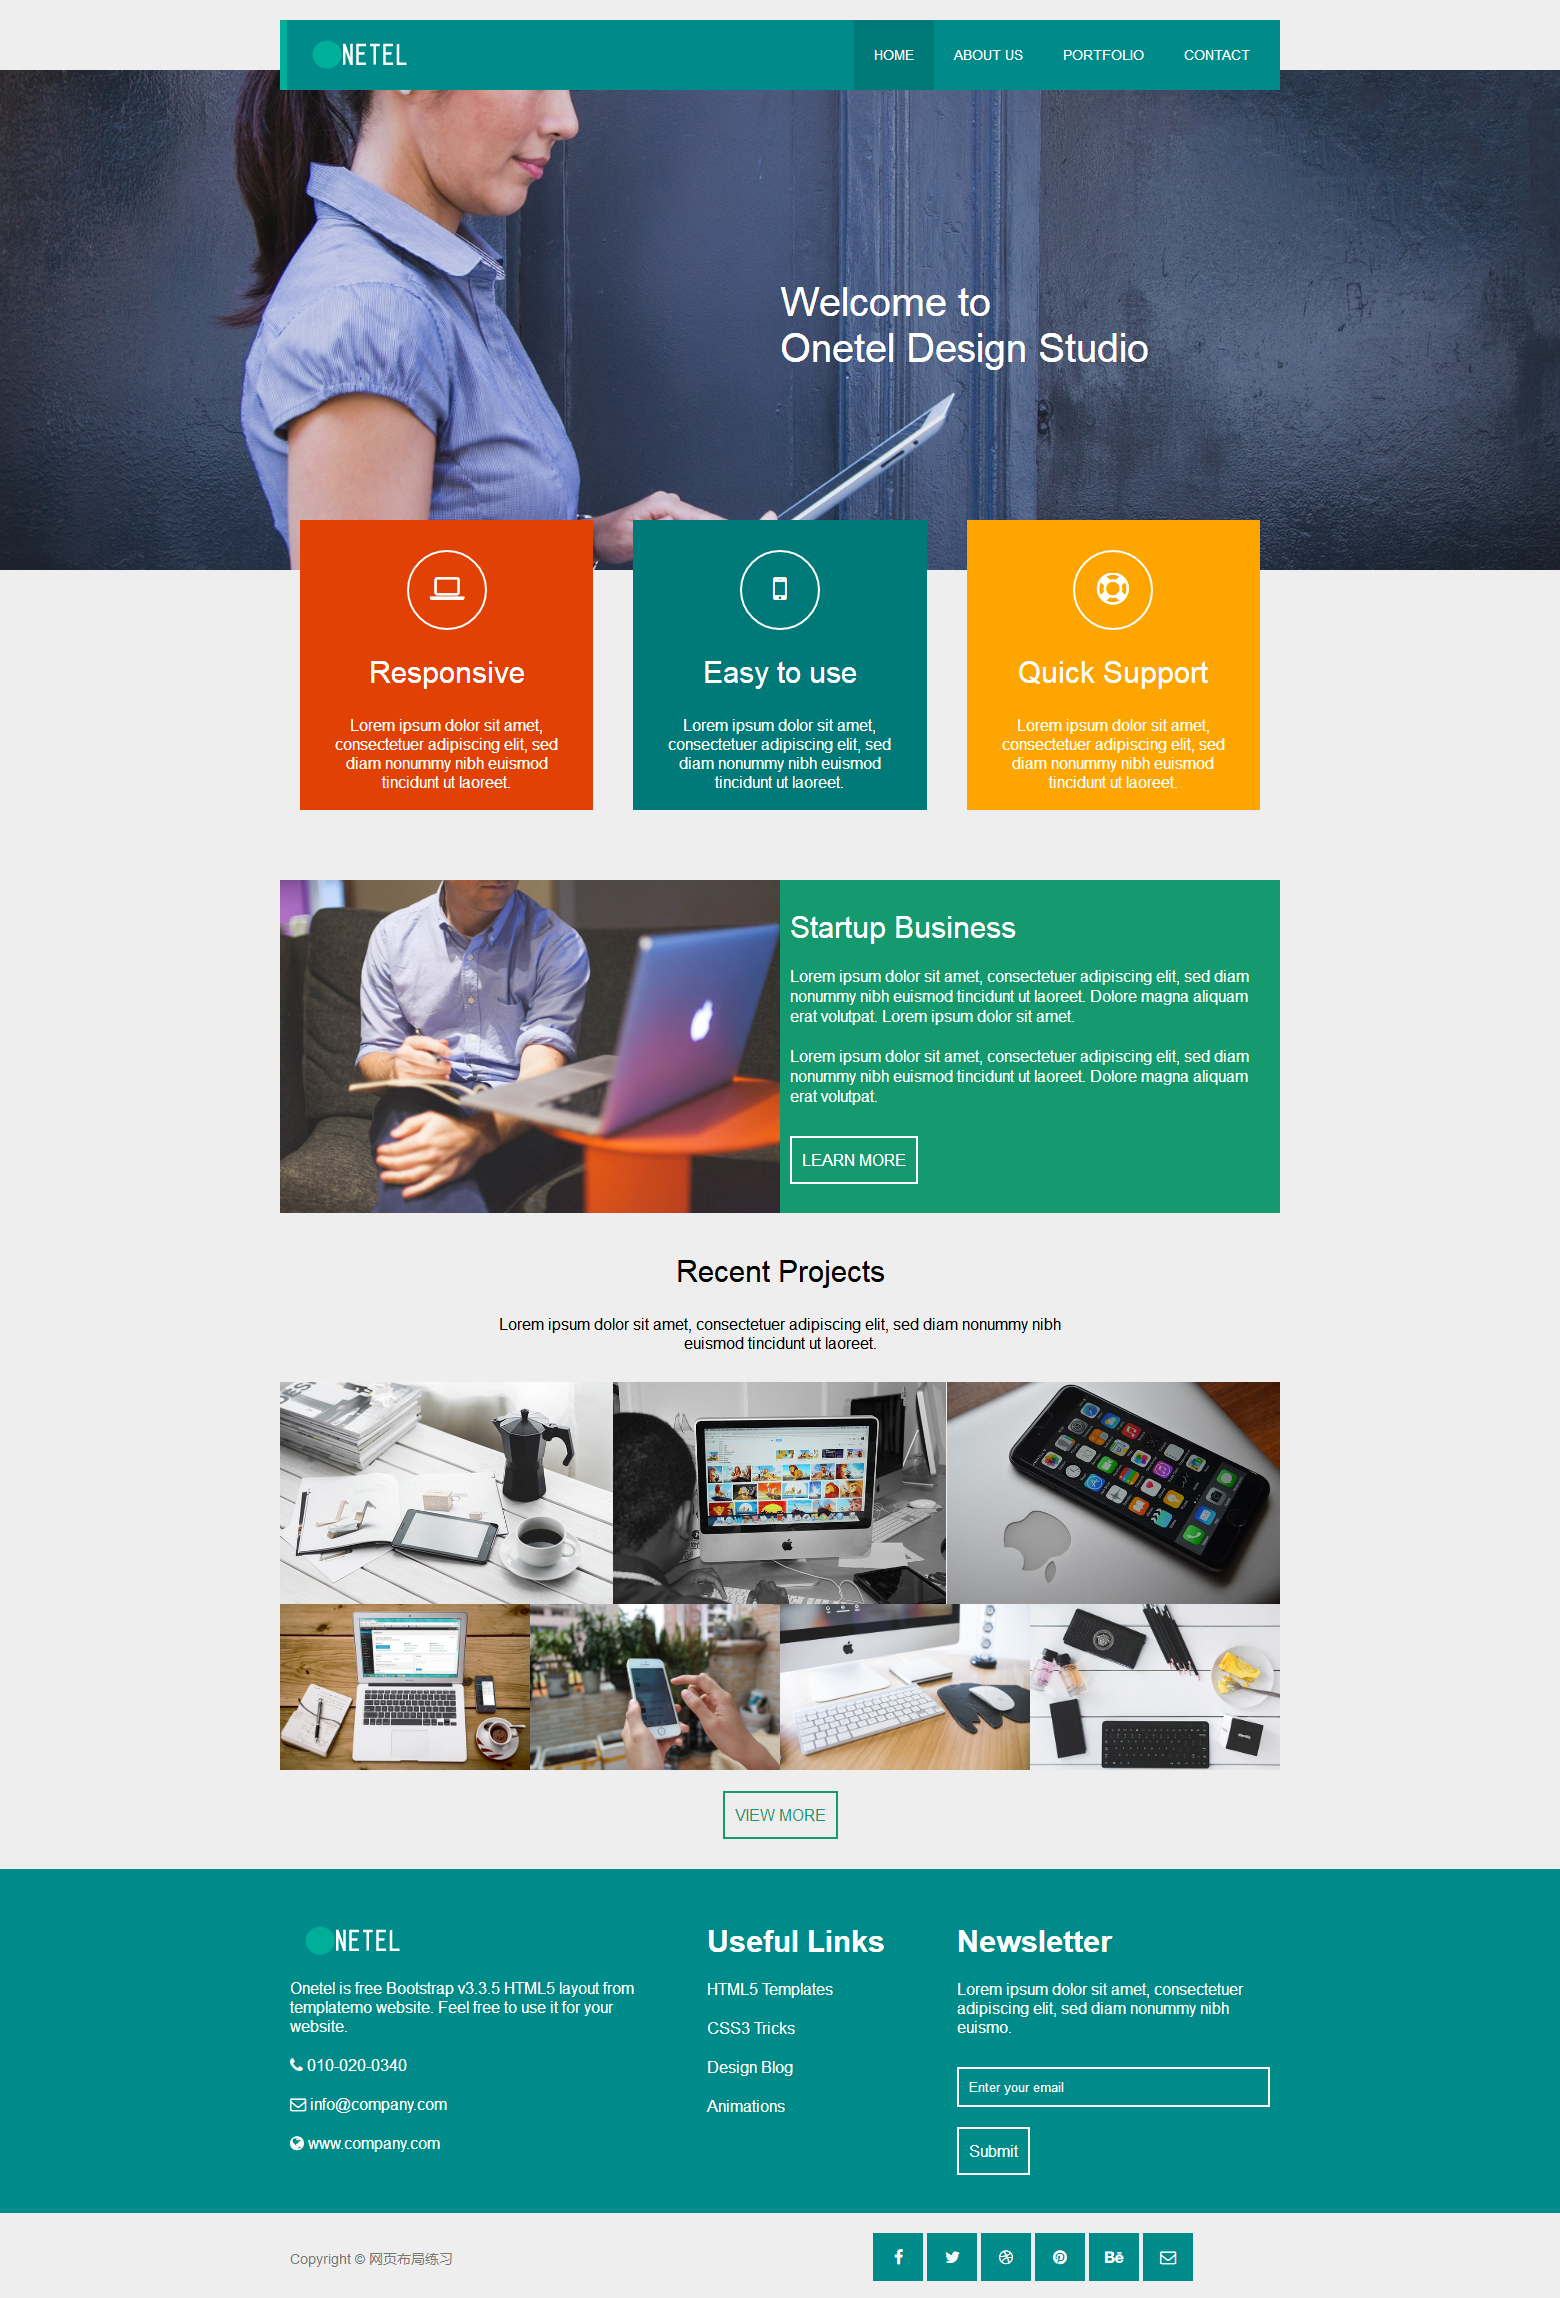 NETEL
HOME
ABOUT US
PORTFOLIO
CONTACT
Welcome to
Onetel Design Studio
Responsive
Lorem ipsum dolor sit amet,
consectetuer adipiscing elit, sed
diam nonummy nibh euismod
tincidunt ut laoreet.
Easy to use
Lorem ipsum dolor sit amet,
consectetuer adipiscing elit, sed
diam nonummy nibh euismod
tincidunt ut laoreet.
Quick Support
Lorem ipsum dolor sit amet,
consectetuer adipiscing elit, sed
diam nonummy nibh euismod
tincidunt ut laoreet.
Startup Business
Lorem ipsum dolor sit amet, consectetuer adipiscing elit, sed diam
nonummy nibh euismod tincidunt ut laoreet. Dolore magna aliquam
erat volutpat. Lorem ipsum dolor sit amet.
Lorem ipsum dolor sit amet, consectetuer adipiscing elit, sed diam
nonummy nibh euismod tincidunt ut laoreet. Dolore magna aliquam
erat volutpat.
LEARN MORE
Recent Projects
Lorem ipsum dolor sit amet, consectetuer adipiscing elit, sed diam nonummy nibh
euismod tincidunt ut laoreet.
VIEW MORE
NETEL
Onetel is free Bootstrap v3.3.5 HTML5 layout from
templatemo website. Feel free to use it for your
website.
010-020-0340
info@company.com
www.company.com
Useful Links
HTML5 Templates
CSS3 Tricks
Design Blog
Animations
Newsletter
Lorem ipsum dolor sit amet, consectetuer
adipiscing elit, sed diam nonummy nibh
euismo.
Enter your email
Submit
Copyright © 网页布局练习
Bē